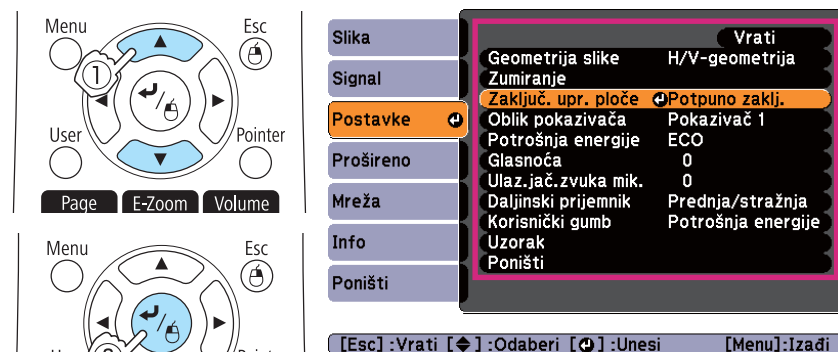 Menu
Esc
1
User
Pointer
Page
E-Zoom
Volume
Menu
Esc
Slika
Signal
Postavke
Prošireno
Mreža
Info
Poništi
Vrati
Geometrija slike H/V-geometrija
Zumiranje
Zaključ. upr. ploče Potpuno zaklj.
Oblik pokazivača Pokazivač 1
Potrošnja energije ECO
Glasnoća 0
Ulaz.jač.zvuka mik. 0
Daljinski prijemnik Prednja/stražnja
Korisnički gumb Potrošnja energije
Uzorak
Poništi
[Esc] :Vrati [◆] :Odaberi [⏎] :Unesi [Menu]:Izađi